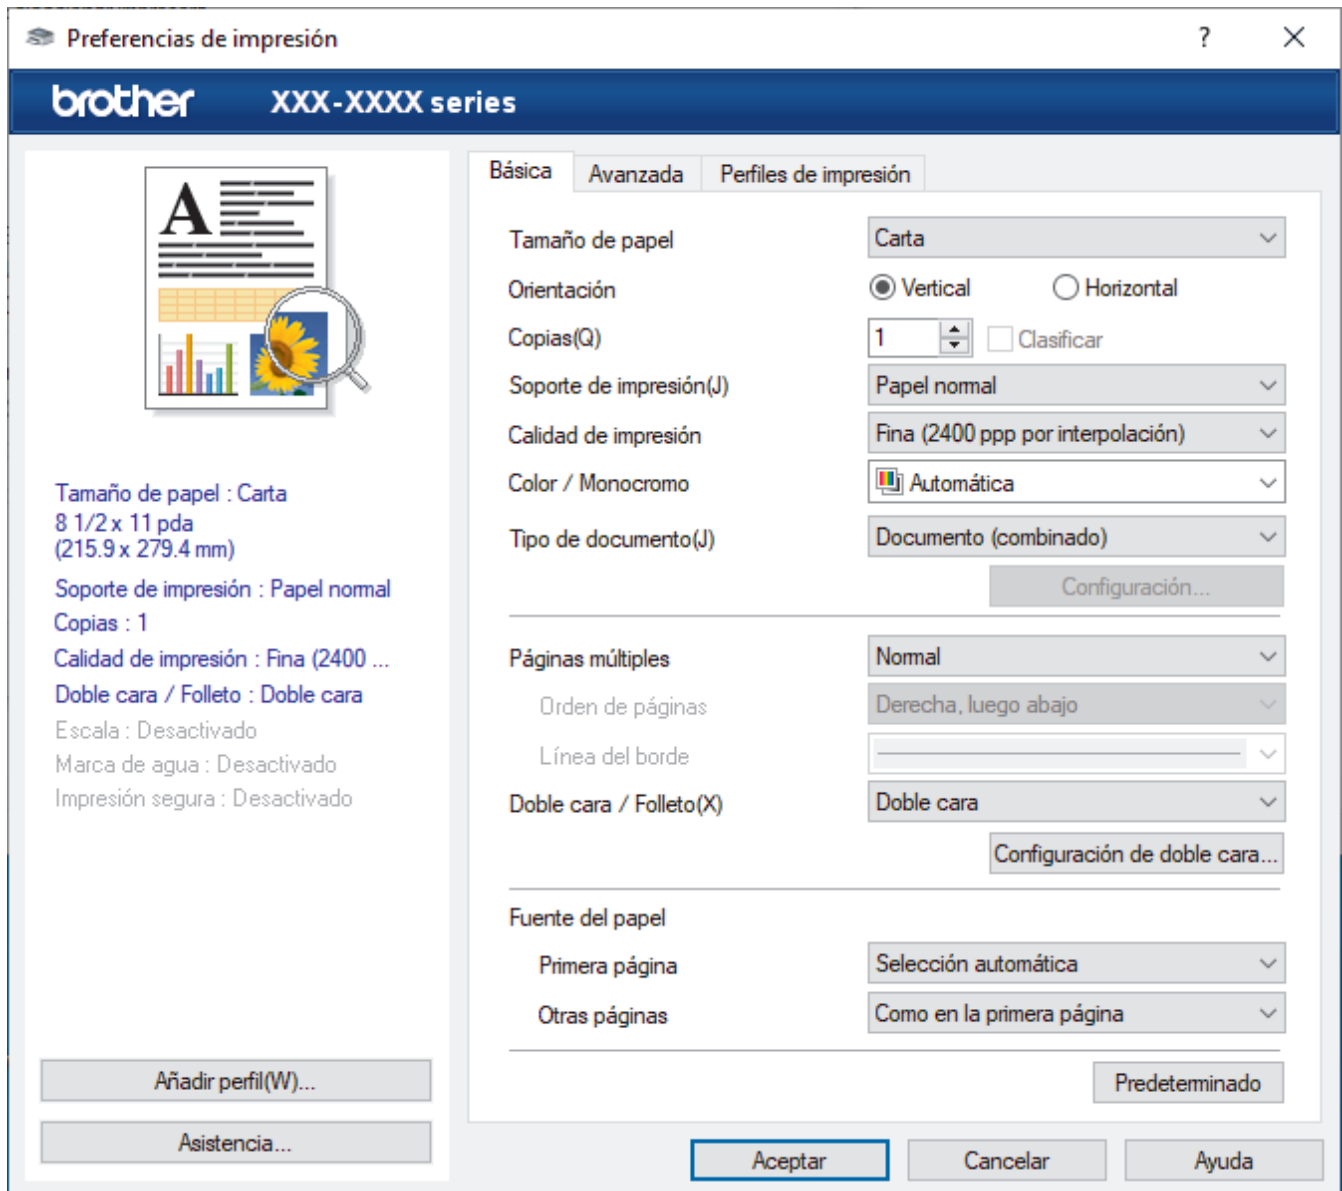 Preferencias de impresión
?
brother XXX-XXXX series
A
Tamaño de papel : Carta
8 1/2 x 11 pda
(215.9 x 279.4 mm)
Soporte de impresión : Papel normal
Copias : 1
Calidad de impresión : Fina (2400 ...
Doble cara / Folleto : Doble cara
Escala : Desactivado
Marca de agua : Desactivado
Impresión segura : Desactivado
Añadir perfil(W)...
Asistencia...
Básica Avanzada Perfiles de impresión
Tamaño de papel Carta
Orientación Vertical Horizontal
Copias(Q) 1 Clasificar
Soporte de impresión(J) Papel normal
Calidad de impresión Fina (2400 ppp por interpolación)
Color / Monocromo Automática
Tipo de documento(J) Documento (combinado)
Configuración...
Páginas múltiples Normal
Orden de páginas Derecha, luego abajo
Línea del borde
Doble cara / Folleto(X) Doble cara
Configuración de doble cara...
Fuente del papel
Primera página Selección automática
Otras páginas Como en la primera página
Predeterminado
Aceptar Cancelar Ayuda